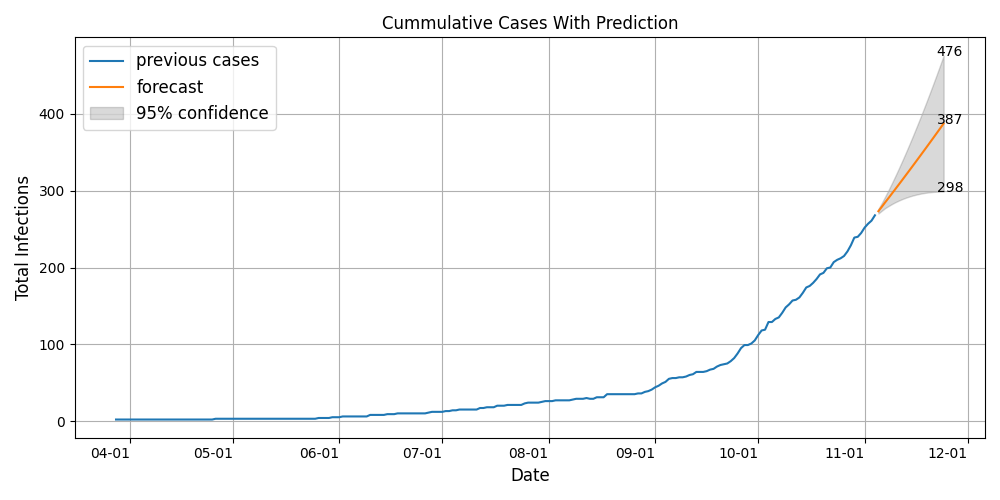 Cummulative Cases With Prediction
previous cases
forecast
95% confidence
476
387
298
400
300
200
100
0
Total Infections
04-01 05-01 06-01 07-01 08-01 09-01 10-01 11-01 12-01
Date